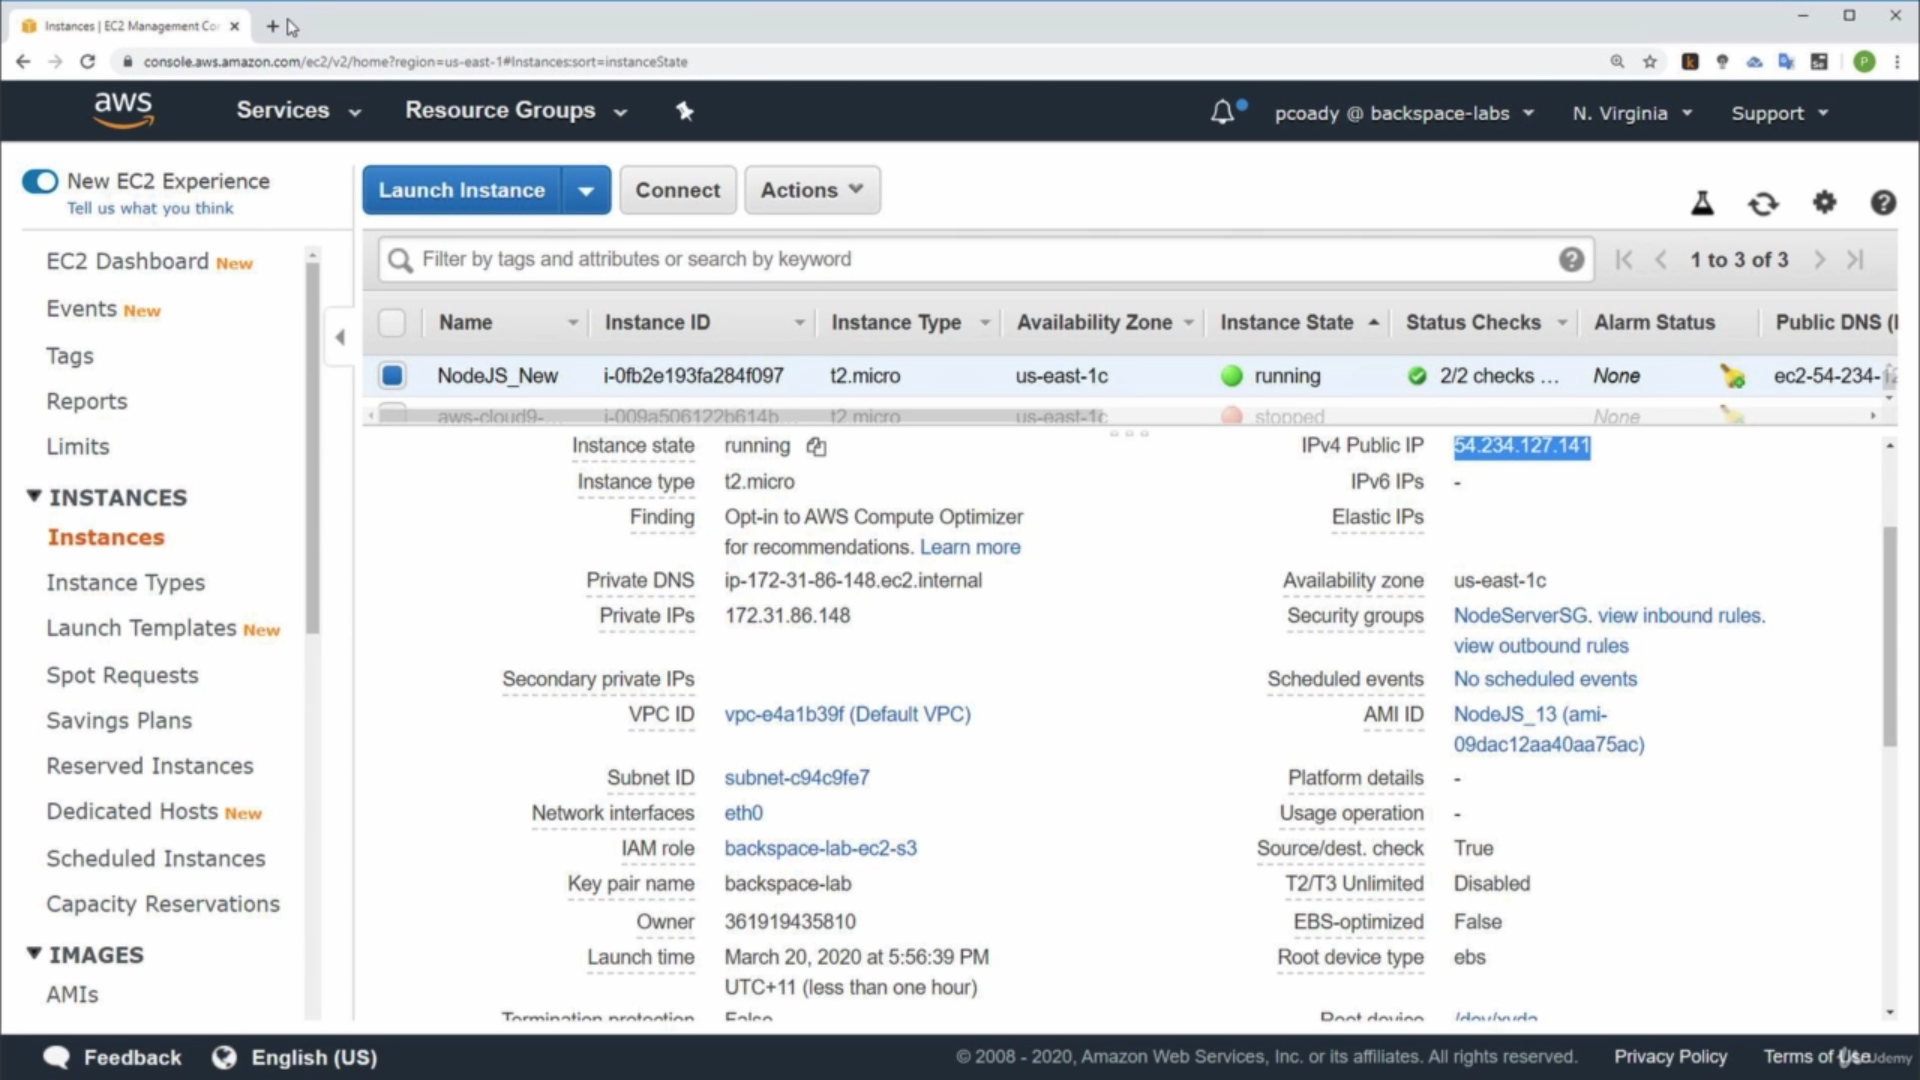 Instances | EC2 Management Cor
console.aws.amazon.com/ec2/v2/home?region=us-east-1#Instances:sort=instanceState
P
aws
Services
Resource Groups
pcoady @ backspace-labs
N. Virginia
Support
New EC2 Experience
Tell us what you think
EC2 Dashboard New
Events New
Tags
Reports
Limits
INSTANCES
Instances
Instance Types
Launch Templates New
Spot Requests
Savings Plans
Reserved Instances
Dedicated Hosts New
Scheduled Instances
Capacity Reservations
IMAGES
AMIs
Launch Instance
Connect
Actions
Filter by tags and attributes or search by keyword
1 to 3 of 3
Name Instance ID Instance Type Availability Zone Instance State Status Checks Alarm Status Public DNS (I
NodeJS_New i-0fb2e193fa284f097 t2.micro us-east-1c running 2/2 checks ... None ec2-54-234-12
aws-cloud9-... i-009a506122b614b... t2.micro us-east-1c stopped None
Instance state running
Instance type t2.micro
Finding Opt-in to AWS Compute Optimizer
for recommendations. Learn more
Private DNS ip-172-31-86-148.ec2.internal
Private IPs 172.31.86.148
Secondary private IPs
VPC ID vpc-e4a1b39f (Default VPC)
Subnet ID subnet-c94c9fe7
Network interfaces eth0
IAM role backspace-lab-ec2-s3
Key pair name backspace-lab
Owner 361919435810
Launch time March 20, 2020 at 5:56:39 PM
UTC+11 (less than one hour)
Termination protection False
IPv4 Public IP 54.234.127.141
IPv6 IPs -
Elastic IPs
Availability zone us-east-1c
Security groups NodeServerSG. view inbound rules.
view outbound rules
Scheduled events No scheduled events
AMI ID NodeJS_13 (ami-
09dac12aa40aa75ac)
Platform details -
Usage operation -
Source/dest. check True
T2/T3 Unlimited Disabled
EBS-optimized False
Root device type ebs
Root device /dev/xvda
Feedback
English (US)
© 2008 - 2020, Amazon Web Services, Inc. or its affiliates. All rights reserved.
Privacy Policy
Terms of Use
Udemy